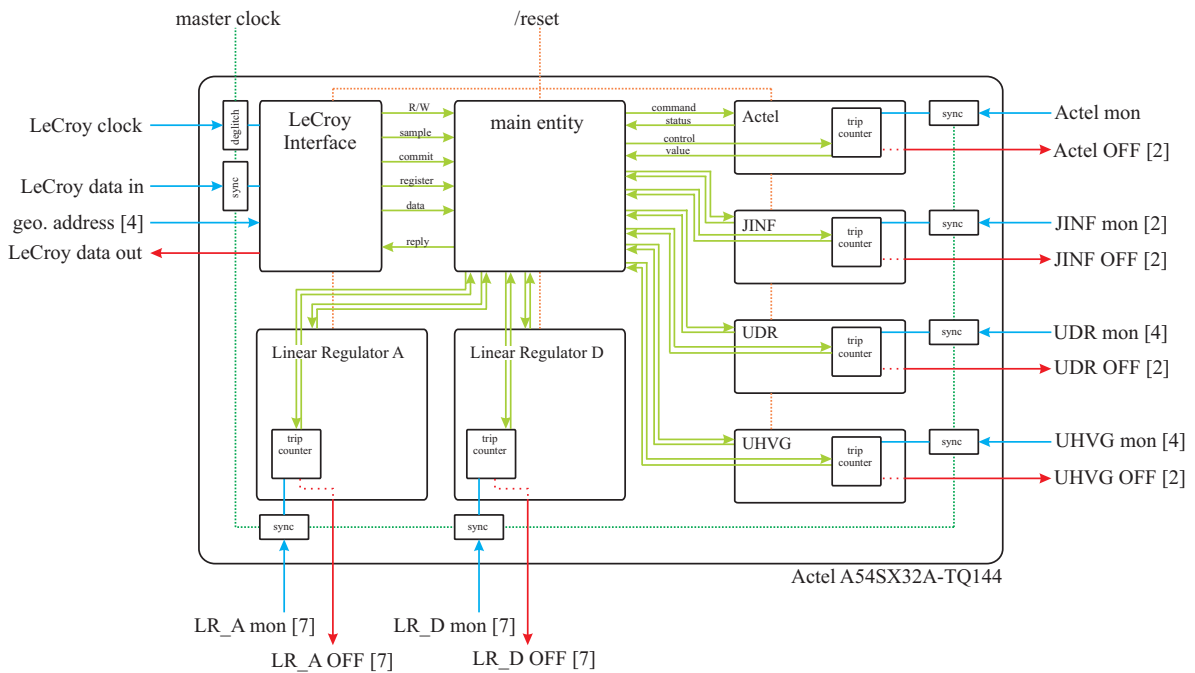 master clock
/reset
LeCroy clock
deglitch
LeCroy
Interface
R/W
sample
commit
register
data
reply
main entity
command
status
control
value
Actel
trip
counter
sync
Actel mon
Actel OFF [2]
LeCroy data in
sync
geo. address [4]
LeCroy data out
JINF
trip
counter
sync
JINF mon [2]
JINF OFF [2]
Linear Regulator A
trip
counter
sync
Linear Regulator D
trip
counter
sync
UDR
trip
counter
sync
UDR mon [4]
UDR OFF [2]
UHVG
trip
counter
sync
UHVG mon [4]
UHVG OFF [2]
Actel A54SX32A-TQ144
LR_A mon [7]
LR_A OFF [7]
LR_D mon [7]
LR_D OFF [7]